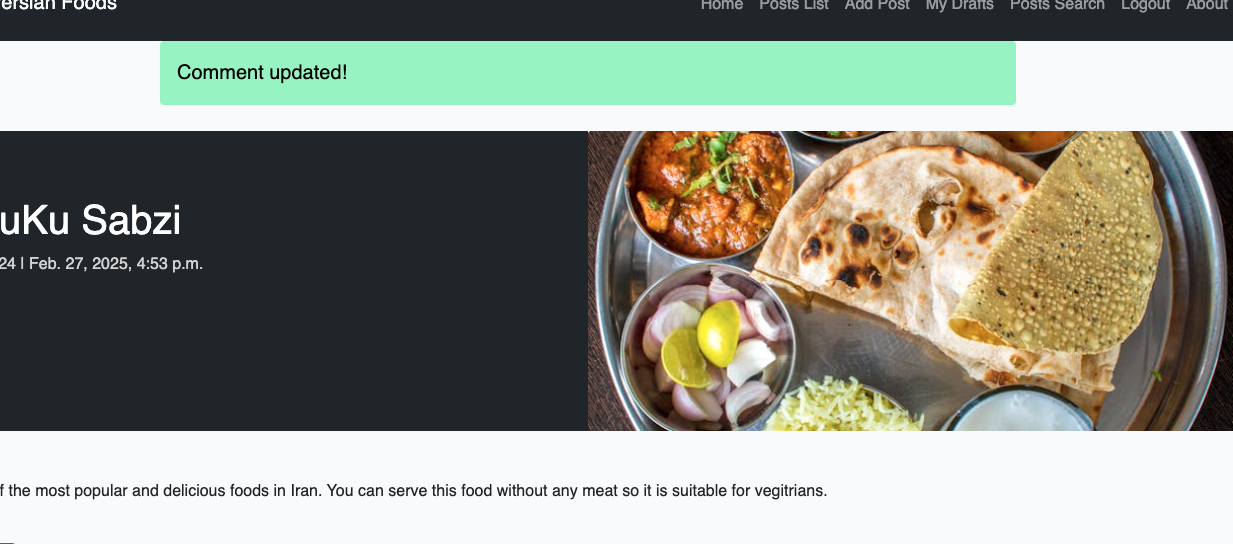 ersian Foods
Home Posts List Add Post My Drafts Posts Search Logout About
Comment updated!
uKu Sabzi
24 | Feb. 27, 2025, 4:53 p.m.
f the most popular and delicious foods in Iran. You can serve this food without any meat so it is suitable for vegitrians.